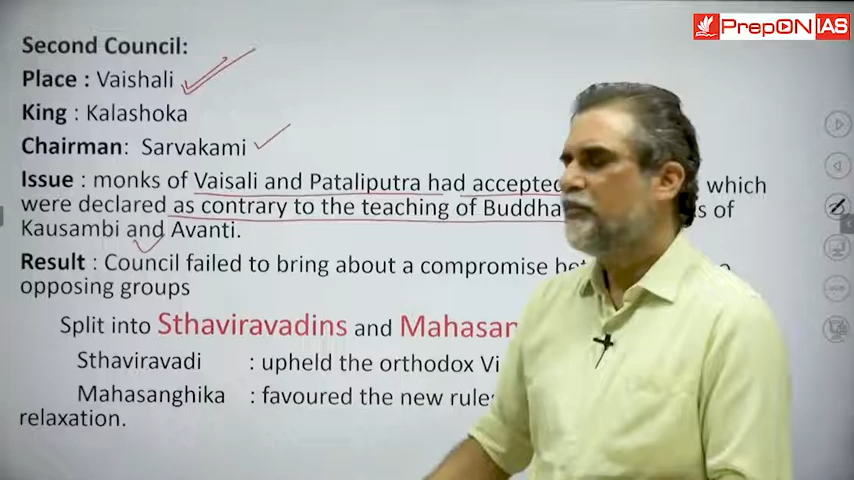 PrepON IAS
Second Council:
Place : Vaishali
King : Kalashoka
Chairman: Sarvakami
Issue : monks of Vaisali and Pataliputra had which
were declared as contrary to the teaching of Buddha of
Kausambi and Avanti.
Result : Council failed to bring about a compromise
opposing groups
Split into Sthaviravadins and
Sthaviravadi : upheld the orthodox
Mahasanghika : favoured the new
relaxation.